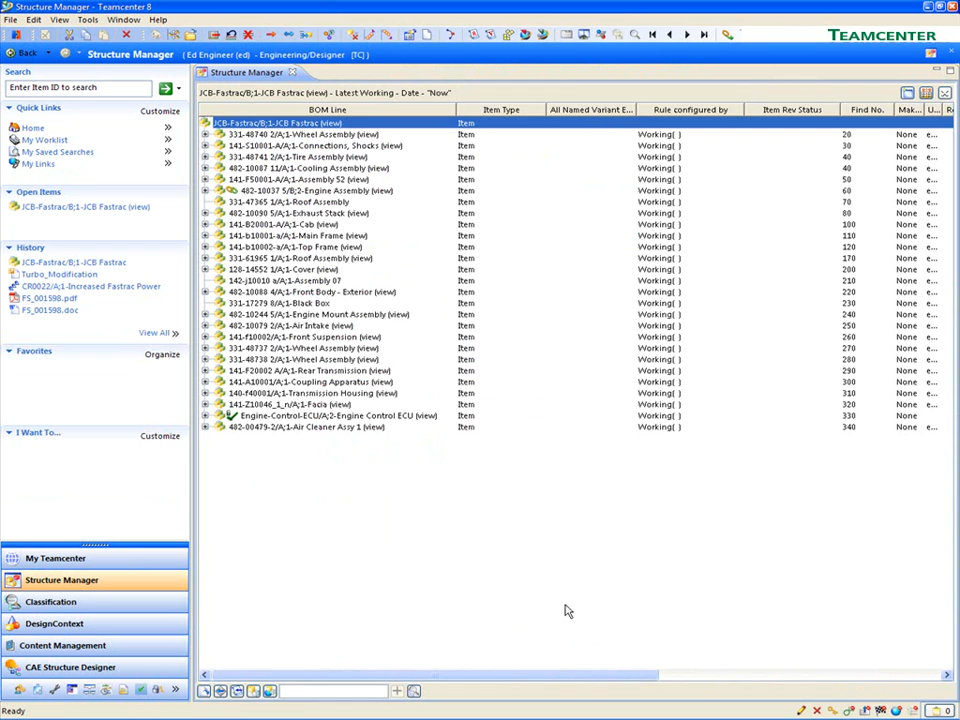 Structure Manager - Teamcenter 8
File Edit View Tools Window Help
Back Structure Manager ( Ed Engineer (ed) - Engineering/Designer [TC] ) TEAMCENTER
Search
Enter Item ID to search
Quick Links Customize
Home
My Worklist
My Saved Searches
My Links
Open Items
JCB-Fastrac/B;1-JCB Fastrac (view)
History
JCB-Fastrac/B;1-JCB Fastrac
Turbo_Modification
CR0022/A;1-Increased Fastrac Power
FS_001598.pdf
FS_001598.doc
View All
Favorites Organize
I Want To... Customize
My Teamcenter
Structure Manager
Classification
DesignContext
Content Management
CAE Structure Designer
Structure Manager
JCB-Fastrac/B;1-JCB Fastrac (view) - Latest Working - Date - "Now"
BOM Line Item Type All Named Variant E... Rule configured by Item Rev Status Find No. Mak... U...
JCB-Fastrac/B;1-JCB Fastrac (view) Item
331-48740 2/A;1-Wheel Assembly (view) Item Working( ) 20 None e...
141-S10001-A/A;1-Connections, Shocks (view) Item Working( ) 30 None e...
331-48741 2/A;1-Tire Assembly (view) Item Working( ) 40 None e...
482-10087 11/A;1-Cooling Assembly (view) Item Working( ) 40 None e...
141-F50001-A/A;1-Assembly 52 (view) Item Working( ) 50 None e...
482-10037 5/B;2-Engine Assembly (view) Item Working( ) 60 None e...
331-47365 1/A;1-Roof Assembly Item Working( ) 70 None e...
482-10090 5/A;1-Exhaust Stack (view) Item Working( ) 80 None e...
141-B20001-A/A;1-Cab (view) Item Working( ) 100 None e...
141-b10001-a/A;1-Main Frame (view) Item Working( ) 110 None e...
141-b10002-a/A;1-Top Frame (view) Item Working( ) 120 None e...
331-61965 1/A;1-Roof Assembly (view) Item Working( ) 170 None e...
128-14552 1/A;1-Cover (view) Item Working( ) 200 None e...
142-j10010 a/A;1-Assembly 07 Item Working( ) 210 None e...
482-10088 4/A;1-Front Body - Exterior (view) Item Working( ) 220 None e...
331-17279 8/A;1-Black Box Item Working( ) 230 None e...
482-10244 5/A;1-Engine Mount Assembly (view) Item Working( ) 240 None e...
482-10079 2/A;1-Air Intake (view) Item Working( ) 250 None e...
141-f10002/A;1-Front Suspension (view) Item Working( ) 260 None e...
331-48737 2/A;1-Wheel Assembly (view) Item Working( ) 270 None e...
331-48738 2/A;1-Wheel Assembly (view) Item Working( ) 280 None e...
141-F20002 A/A;1-Rear Transmission (view) Item Working( ) 290 None e...
141-A10001/A;1-Coupling Apparatus (view) Item Working( ) 300 None e...
140-f40001/A;1-Transmission Housing (view) Item Working( ) 310 None e...
141-Z10046_1_n/A;1-Facia (view) Item Working( ) 320 None e...
Engine-Control-ECU/A;2-Engine Control ECU (view) Item Working( ) 330 None
482-00479-2/A;1-Air Cleaner Assy 1 (view) Item Working( ) 340 None e...
Ready 0